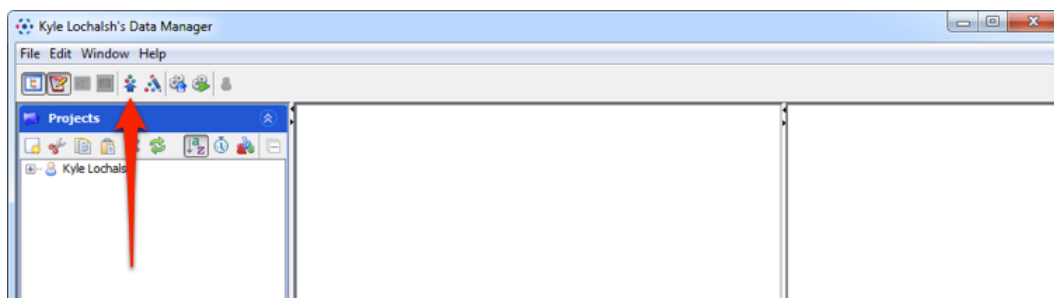 Kyle Lochalsh's Data Manager
File Edit Window Help
Projects
Kyle Lochals